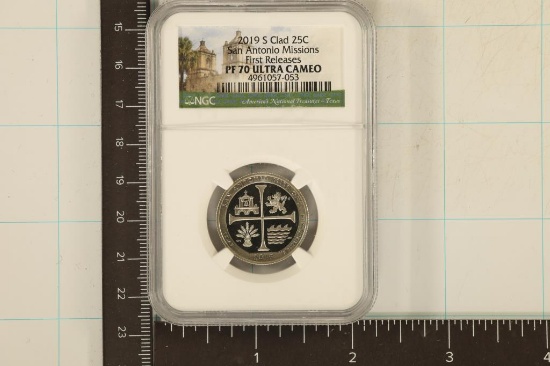 2019 S Clad 25C
San Antonio Missions
First Releases
PF 70 ULTRA CAMEO
4961057-053
NGC
America's National Treasures - Texas
15
16
17
18
19
20
21
22
23
1 2 3 4